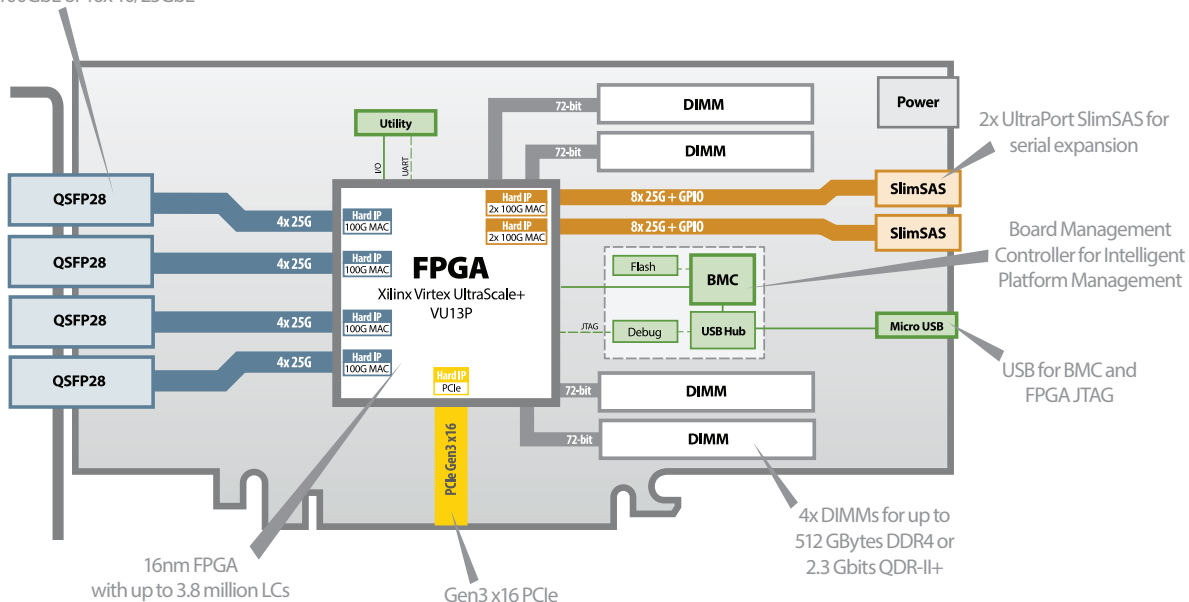 72-bit
DIMM
72-bit
DIMM
Power
2x UltraPort SlimSAS for
serial expansion
Utility
I/O
UART
QSFP28
4x 25G
Hard IP
100G MAC
Hard IP
2x 100G MAC
8x 25G + GPIO
SlimSAS
Hard IP
2x 100G MAC
8x 25G + GPIO
SlimSAS
QSFP28
4x 25G
Hard IP
100G MAC
FPGA
Xilinx Virtex UltraScale+
VU13P
Flash
BMC
Board Management
Controller for Intelligent
Platform Management
QSFP28
4x 25G
Hard IP
100G MAC
JTAG
Debug
USB Hub
Micro USB
USB for BMC and
FPGA JTAG
QSFP28
4x 25G
Hard IP
100G MAC
Hard IP
PCIe
PCIe Gen3 x16
DIMM
72-bit
DIMM
72-bit
4x DIMMs for up to
512 GBytes DDR4 or
2.3 Gbits QDR-II+
16nm FPGA
with up to 3.8 million LCs
Gen3 x16 PCIe